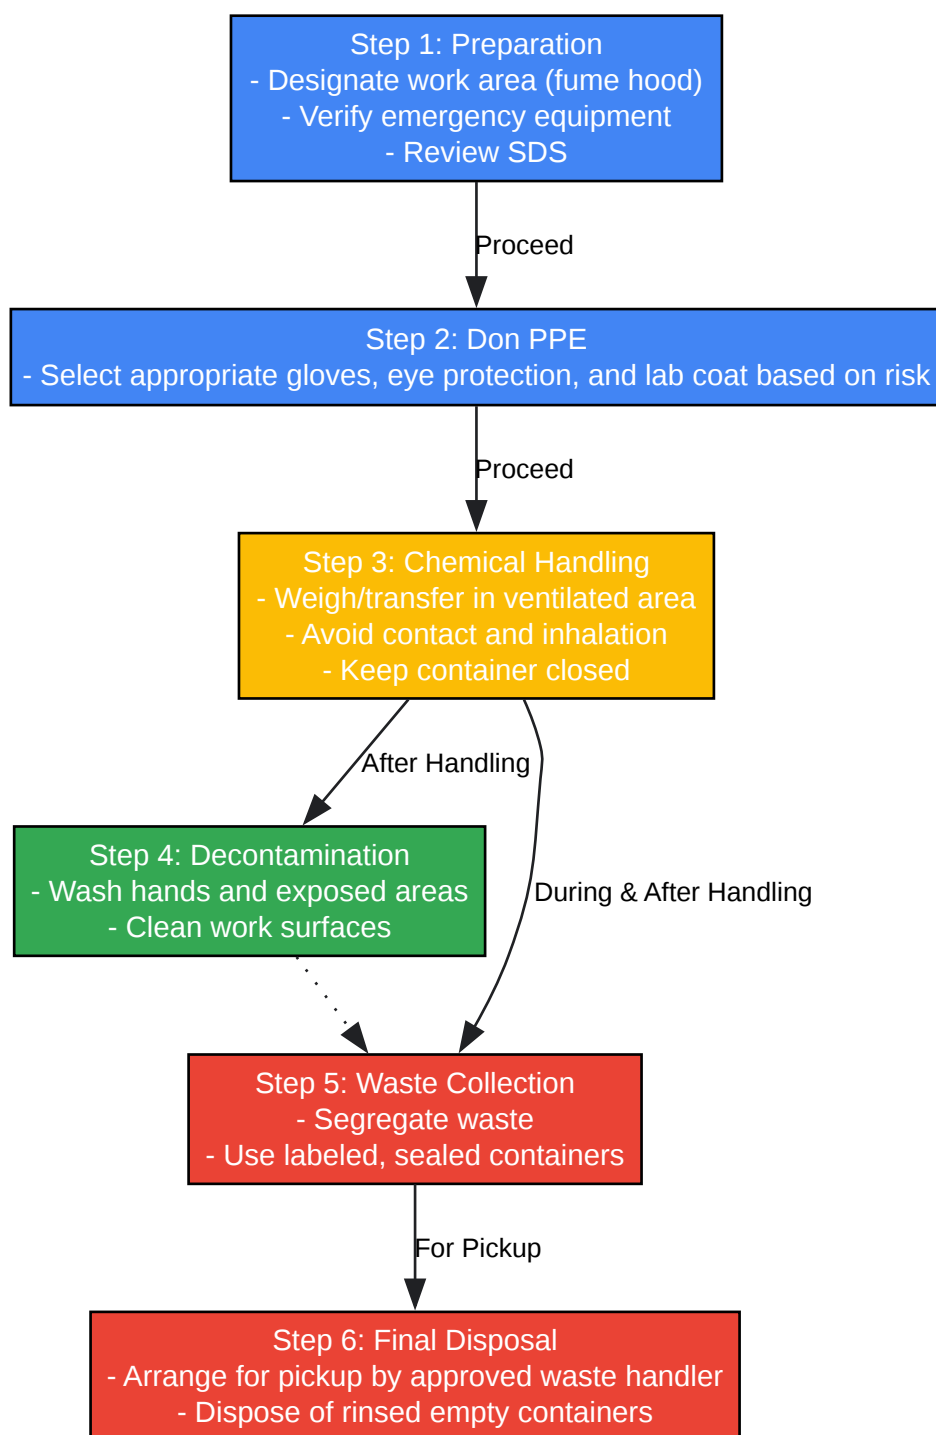 Step 1: Preparation
- Designate work area (fume hood)
- Verify emergency equipment
- Review SDS
Proceed
Step 2: Don PPE
- Select appropriate gloves, eye protection, and lab coat based on risk
Proceed
Step 3: Chemical Handling
- Weigh/transfer in ventilated area
- Avoid contact and inhalation
- Keep container closed
After Handling
Step 4: Decontamination
- Wash hands and exposed areas
- Clean work surfaces
During & After Handling
Step 5: Waste Collection
- Segregate waste
- Use labeled, sealed containers
For Pickup
Step 6: Final Disposal
- Arrange for pickup by approved waste handler
- Dispose of rinsed empty containers